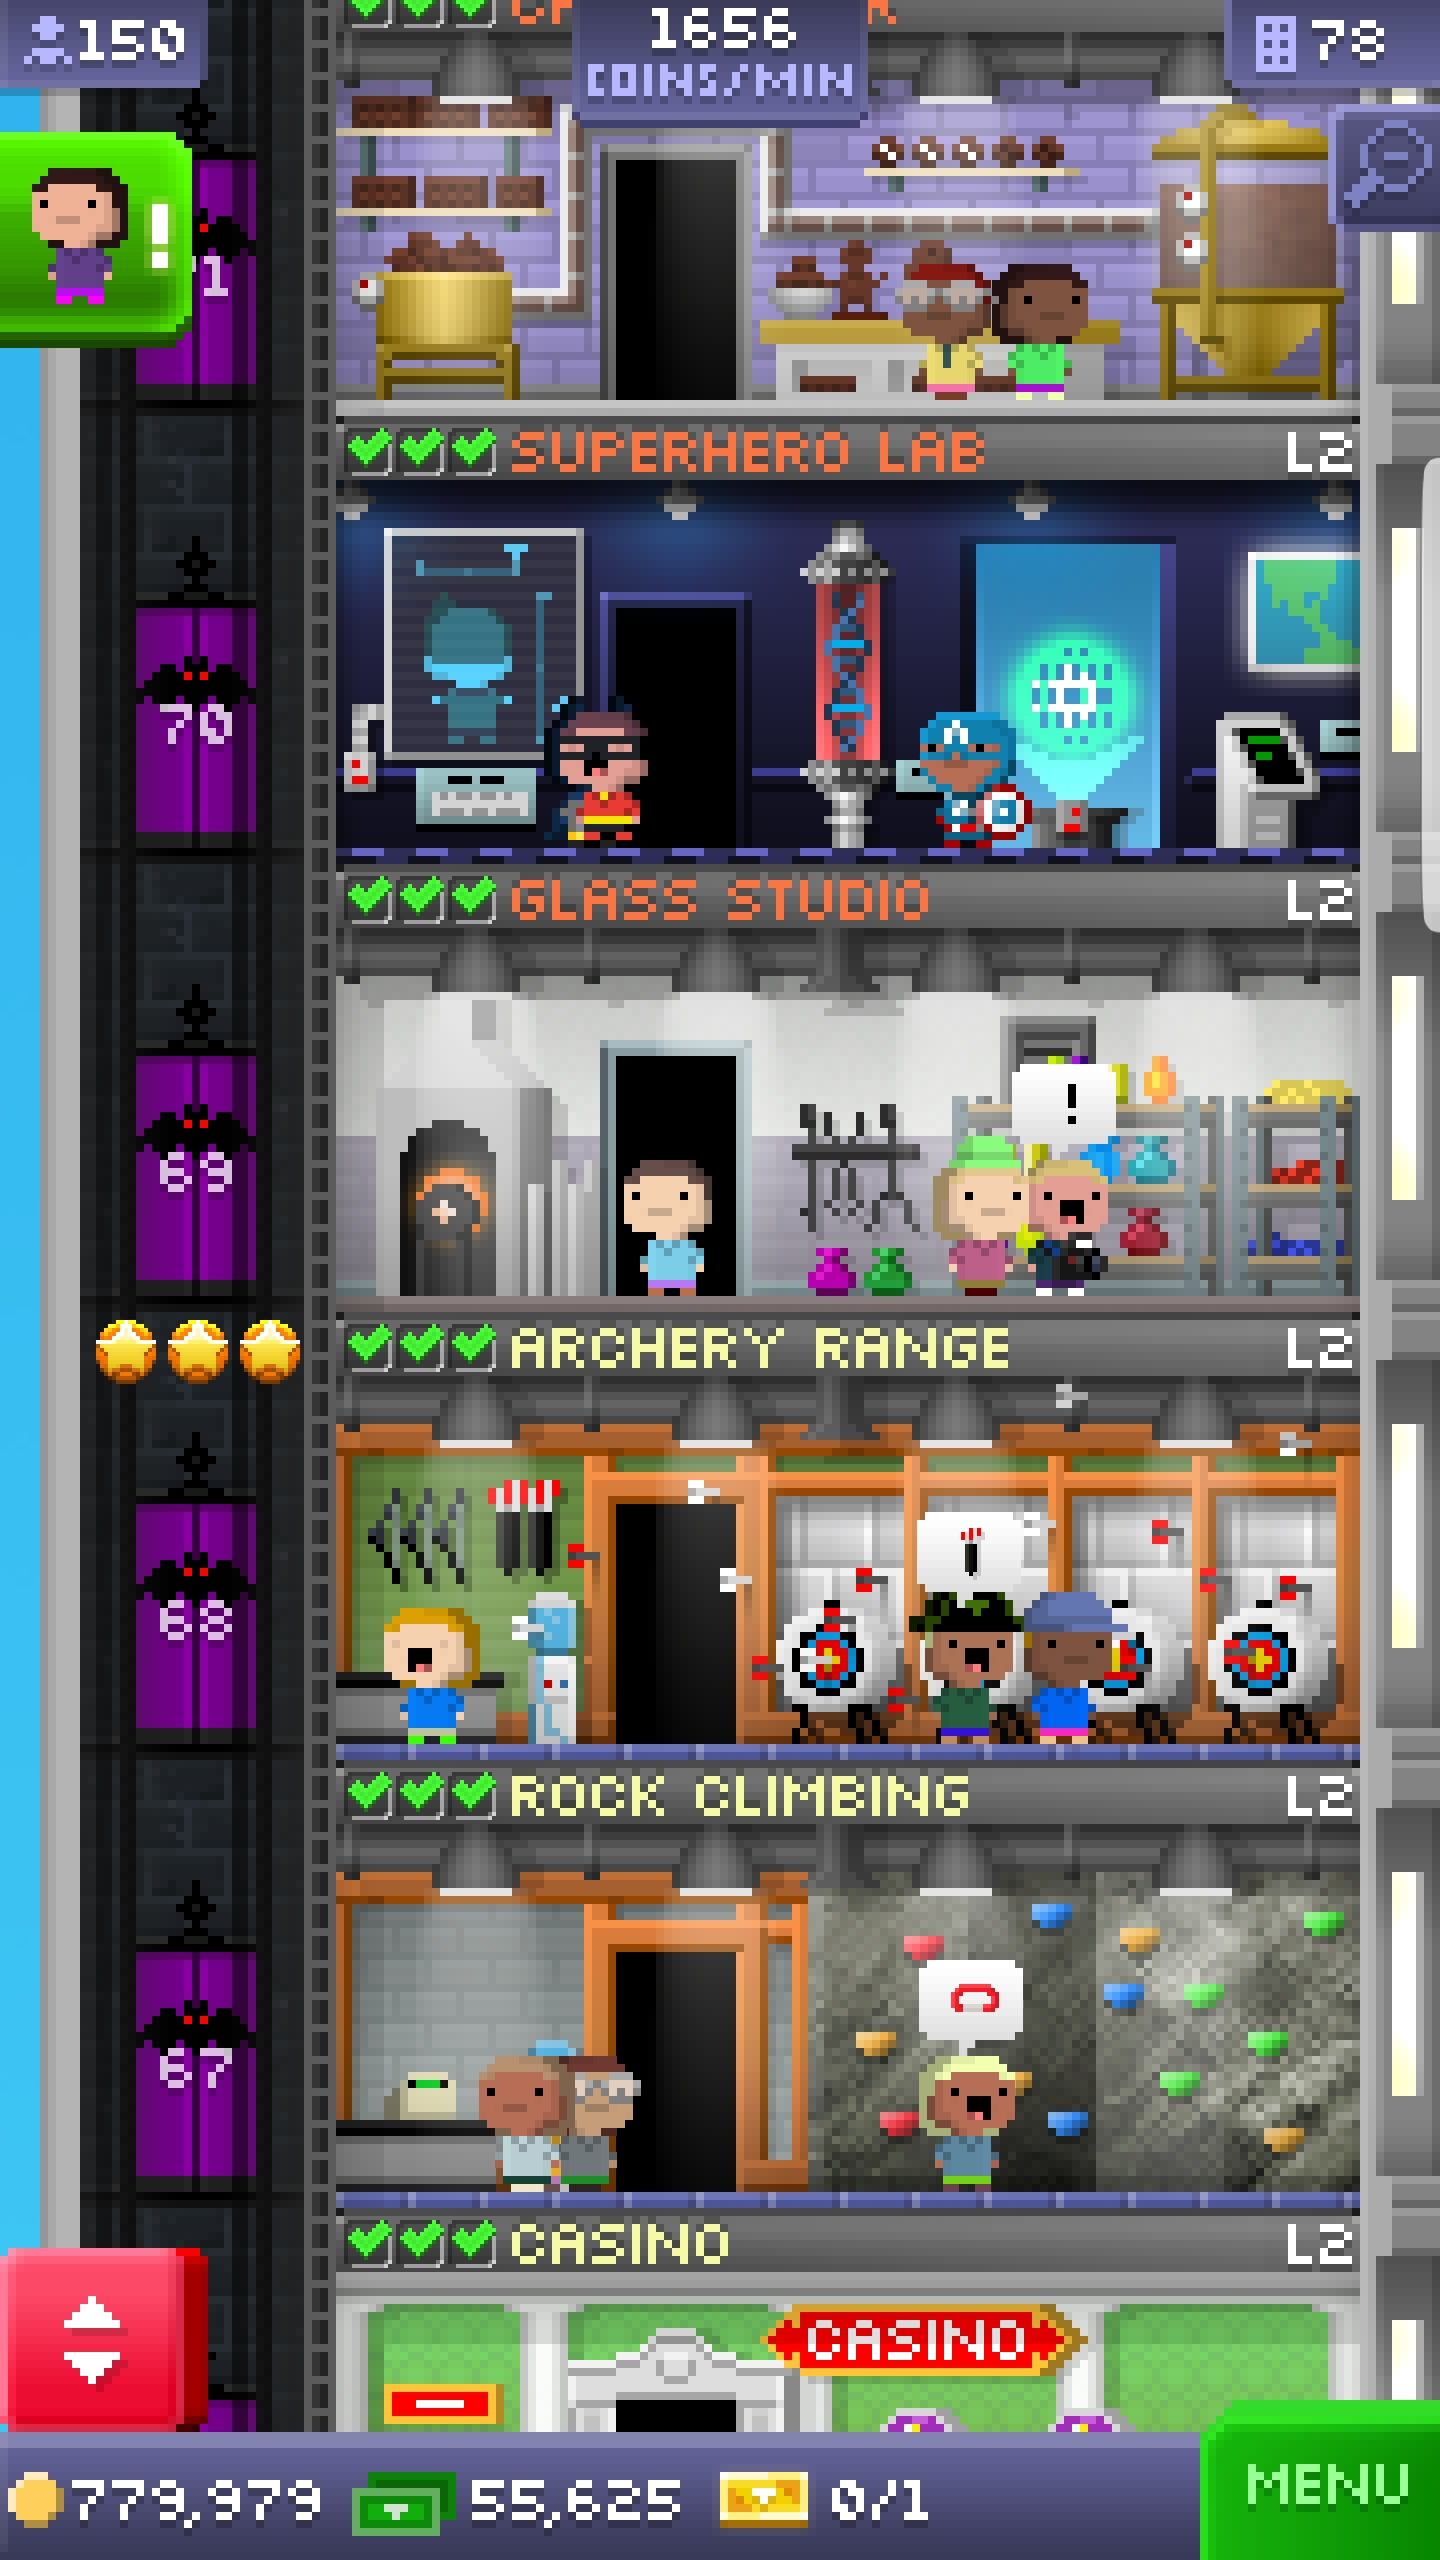 150
1656
COINS/MIN
78
!
1
SUPERHERO LAB L2
70
GLASS STUDIO L2
!
69
ARCHERY RANGE L2
68
ROCK CLIMBING L2
67
CASINO L2
CASINO
779,979 55,625 0/1
MENU